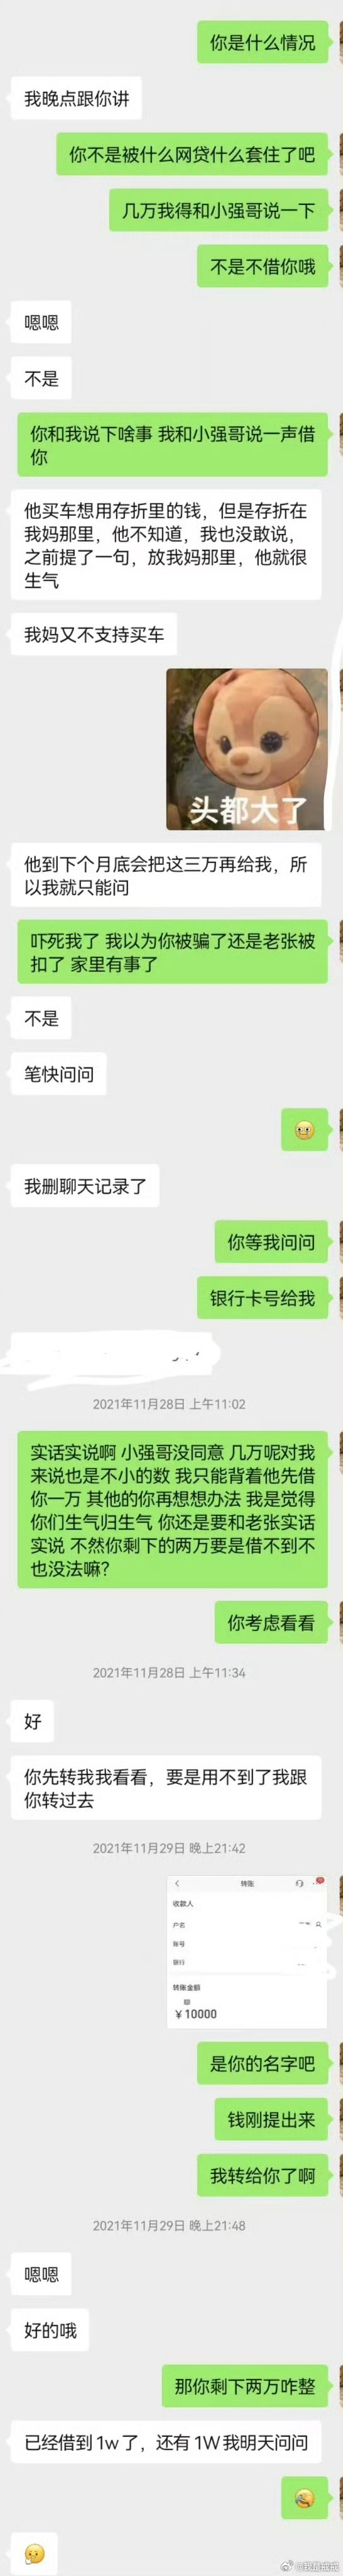 你是什么情况
我晚点跟你讲
你不是被什么网贷什么套住了吧
几万我得和小强哥说一下
不是不借你哦
嗯嗯
不是
你和我说下啥事 我和小强哥说一声借
你
他买车想用存折里的钱，但是存折在
我妈那里，他不知道，我也没敢说，
之前提了一句，放我妈那里，他就很
生气
我妈又不支持买车
头都大了
他到下个月底会把这三万再给我，所
以我就只能问
吓死我了 我以为你被骗了还是老张被
扣了 家里有事了
不是
笔快问问
我删聊天记录了
你等我问问
银行卡号给我
2021年11月28日 上午11:02
实话实说啊 小强哥没同意 几万呢对我
来说也是不小的数 我只能背着他先借
你一万 其他的你再想想办法 我是觉得
你们生气归生气 你还是要和老张实话
实说 不然你剩下的两万要是借不到不
也没法嘛？
你考虑看看
2021年11月28日 上午11:34
好
你先转我我看看，要是用不到了我跟
你转过去
2021年11月29日 晚上21:42
转账
收款人
户名
账号
银行
转账金额
￥10000
是你的名字吧
钱刚提出来
我转给你了啊
2021年11月29日 晚上21:48
嗯嗯
好的哦
那你剩下两万咋整
已经借到1w了，还有1W我明天问问